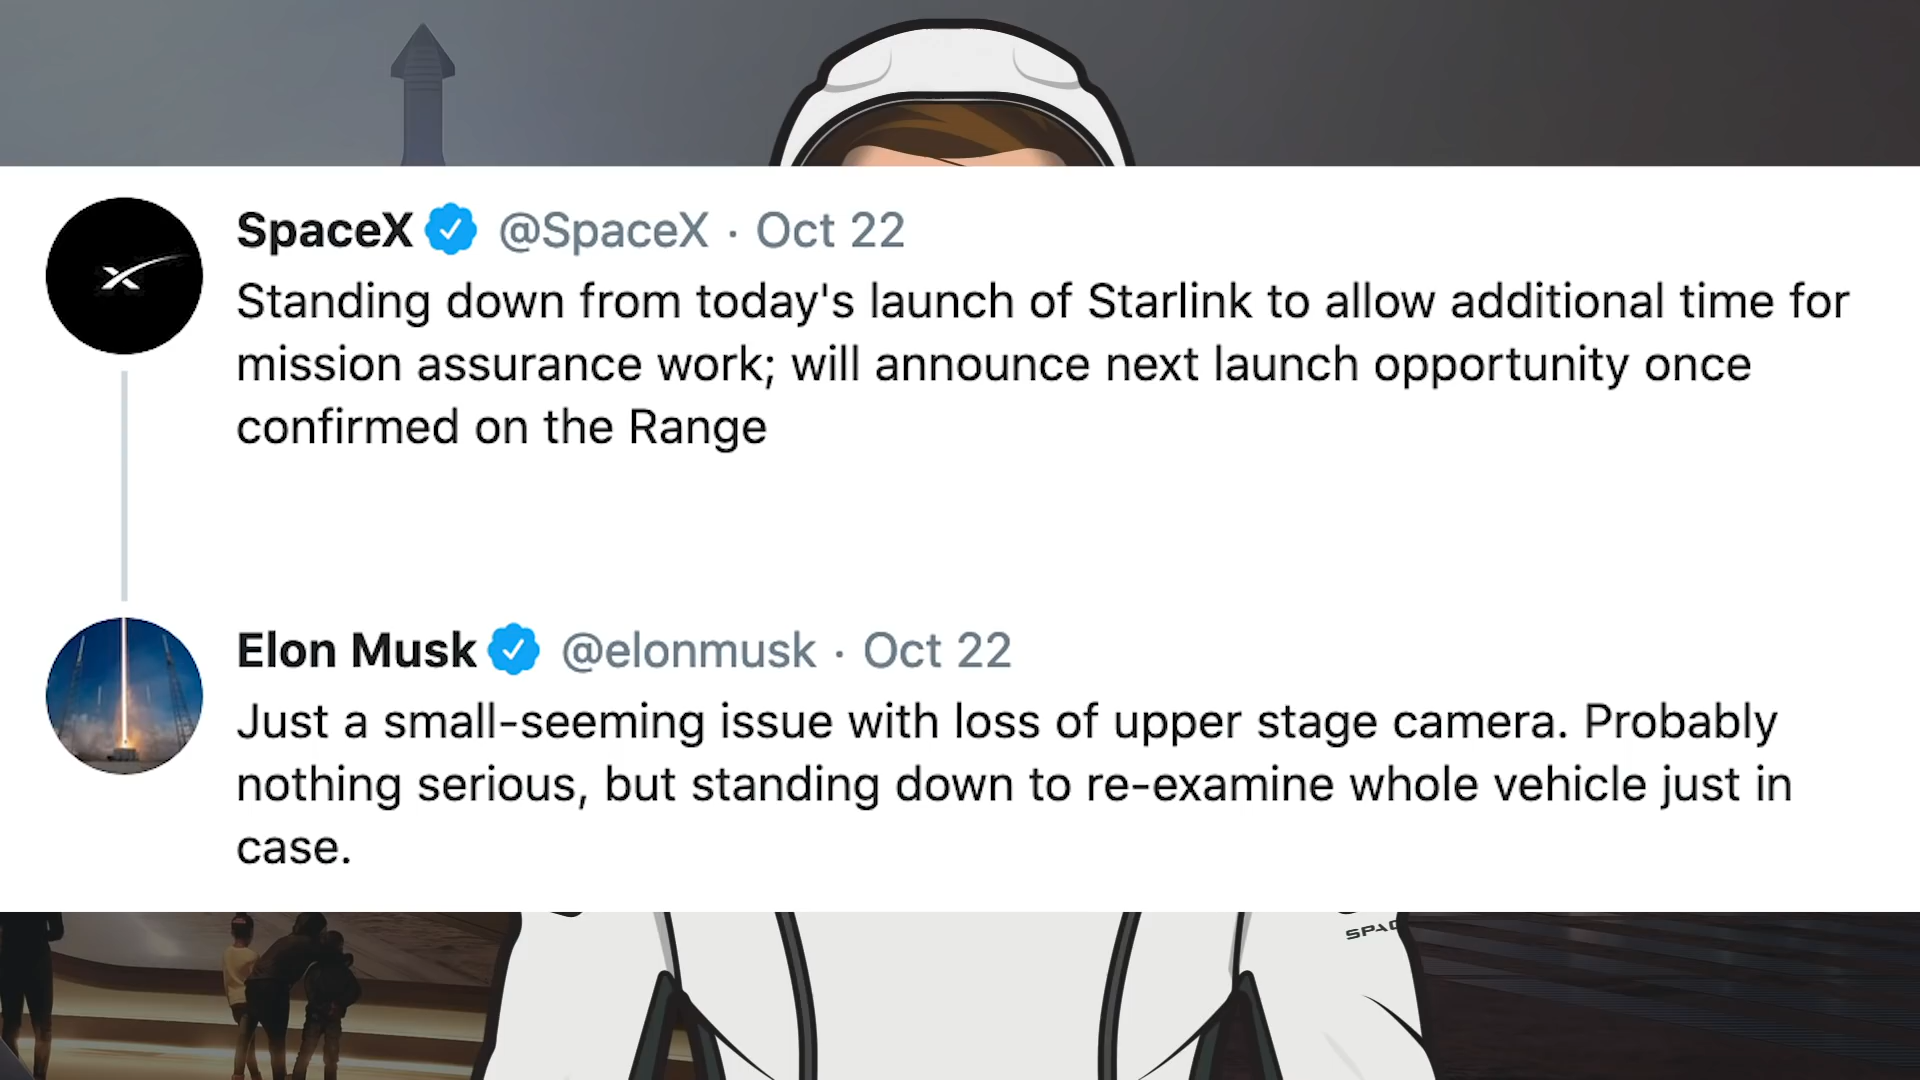 SpaceX @SpaceX · Oct 22
Standing down from today's launch of Starlink to allow additional time for
mission assurance work; will announce next launch opportunity once
confirmed on the Range
Elon Musk @elonmusk · Oct 22
Just a small-seeming issue with loss of upper stage camera. Probably
nothing serious, but standing down to re-examine whole vehicle just in
case.
SPAC